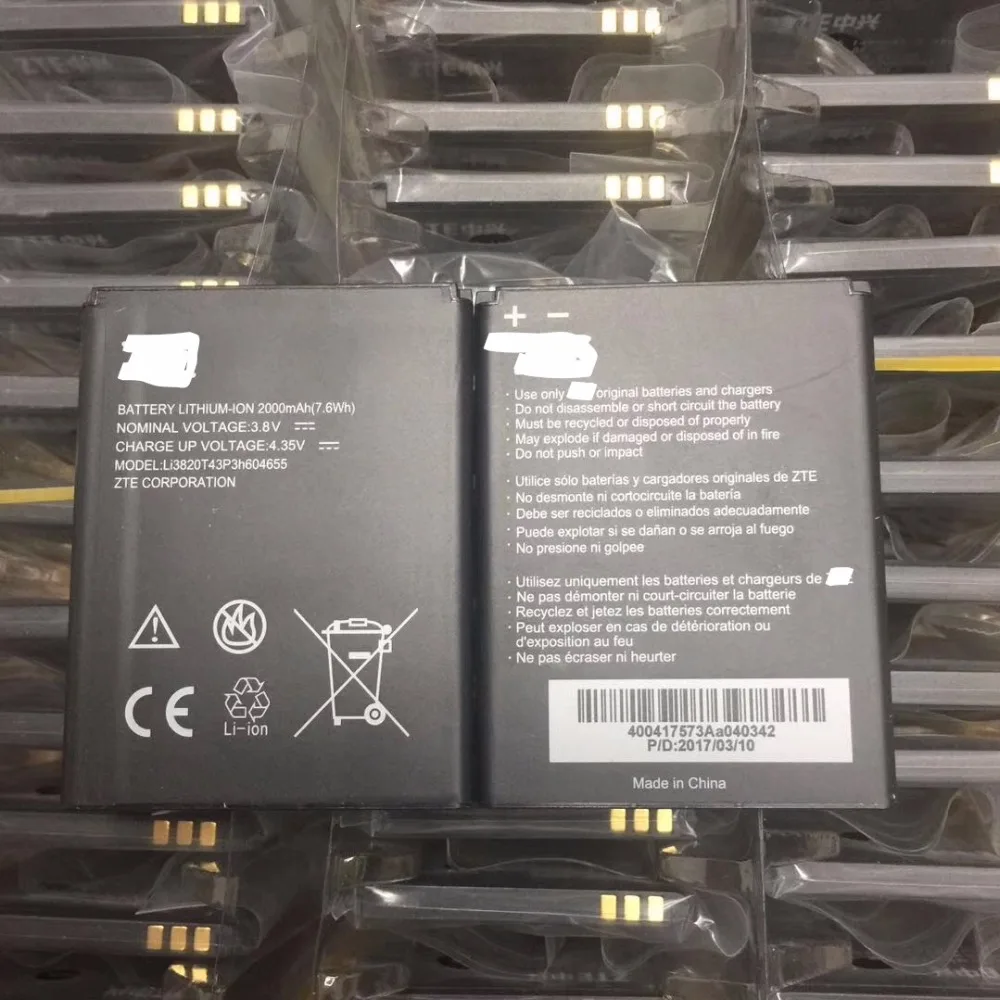 BATTERY LITHIUM-ION 2000mAh(7.6Wh)
NOMINAL VOLTAGE:3.8V
CHARGE UP VOLTAGE:4.35V
MODEL:Li3820T43P3h604655
ZTE CORPORATION
CE
Li-ion
+ −
· Use only original batteries and chargers
· Do not disassemble or short circuit the battery
· Must be recycled or disposed of properly
· May explode if damaged or disposed of in fire
· Do not push or impact
· Utilice sólo baterías y cargadores originales de ZTE
· No desmonte ni cortocircuite la batería
· Debe ser reciclados o eliminados adecuadamente
· Puede explotar si se dañan o se arroja al fuego
· No presione ni golpee
· Utilisez uniquement les batteries et chargeurs de
· Ne pas démonter ni court-circuiter la batterie
· Recyclez et jetez les batteries correctement
· Peut exploser en cas de détérioration ou
d'exposition au feu
· Ne pas écraser ni heurter
400417573Aa040342
P/D:2017/03/10
Made in China